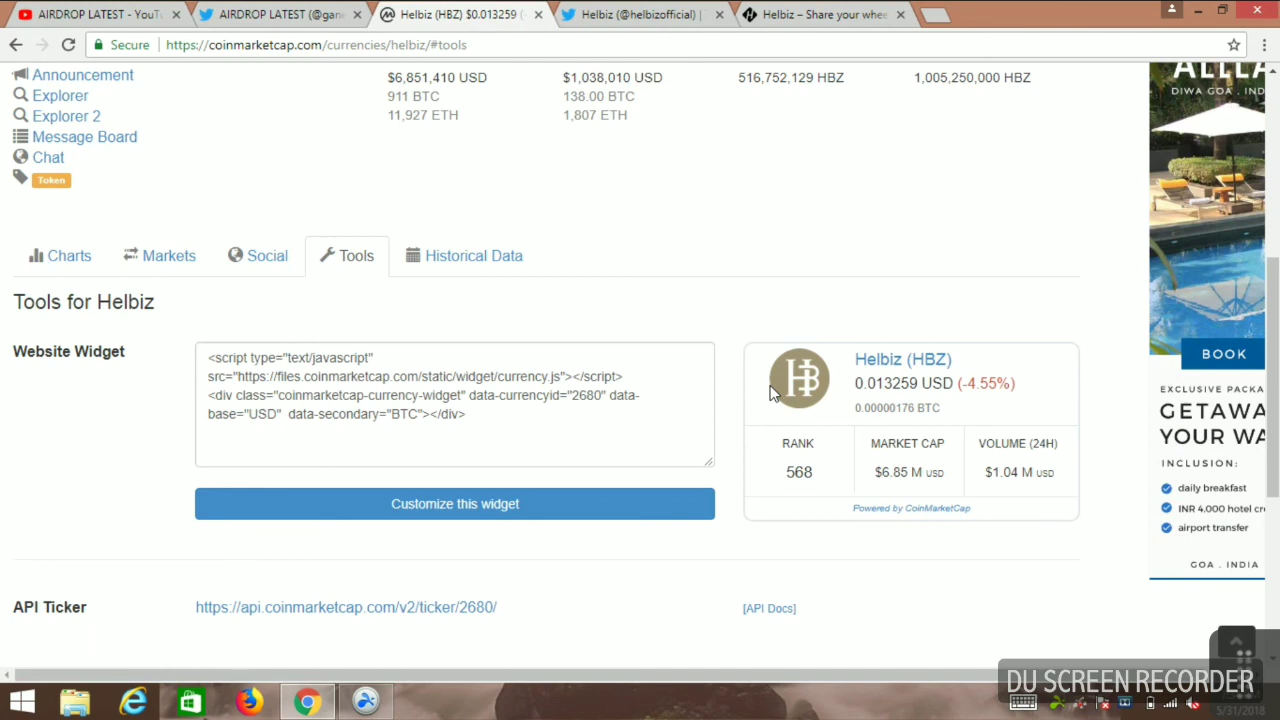 AIRDROP LATEST - YouTu
AIRDROP LATEST (@gane
Helbiz (HBZ) $0.013259 (
Helbiz (@helbizofficial) | T
Helbiz – Share your whee
Secure
https://coinmarketcap.com/currencies/helbiz/#tools
Announcement
Explorer
Explorer 2
Message Board
Chat
Token
$6,851,410 USD
911 BTC
11,927 ETH
$1,038,010 USD
138.00 BTC
1,807 ETH
516,752,129 HBZ
1,005,250,000 HBZ
Charts
Markets
Social
Tools
Historical Data
Tools for Helbiz
Website Widget
<script type="text/javascript"
src="https://files.coinmarketcap.com/static/widget/currency.js"></script>
<div class="coinmarketcap-currency-widget" data-currencyid="2680" data-
base="USD" data-secondary="BTC"></div>
Customize this widget
HB
Helbiz (HBZ)
0.013259 USD (-4.55%)
0.00000176 BTC
RANK
568
MARKET CAP
$6.85 M USD
VOLUME (24H)
$1.04 M USD
Powered by CoinMarketCap
API Ticker
https://api.coinmarketcap.com/v2/ticker/2680/
[API Docs]
DIWA GOA . IND
BOOK
EXCLUSIVE PACKA
GETAWA
YOUR WA
INCLUSION:
daily breakfast
INR 4,000 hotel cre
airport transfer
GOA . INDIA
DU SCREEN RECORDER
5/31/2018